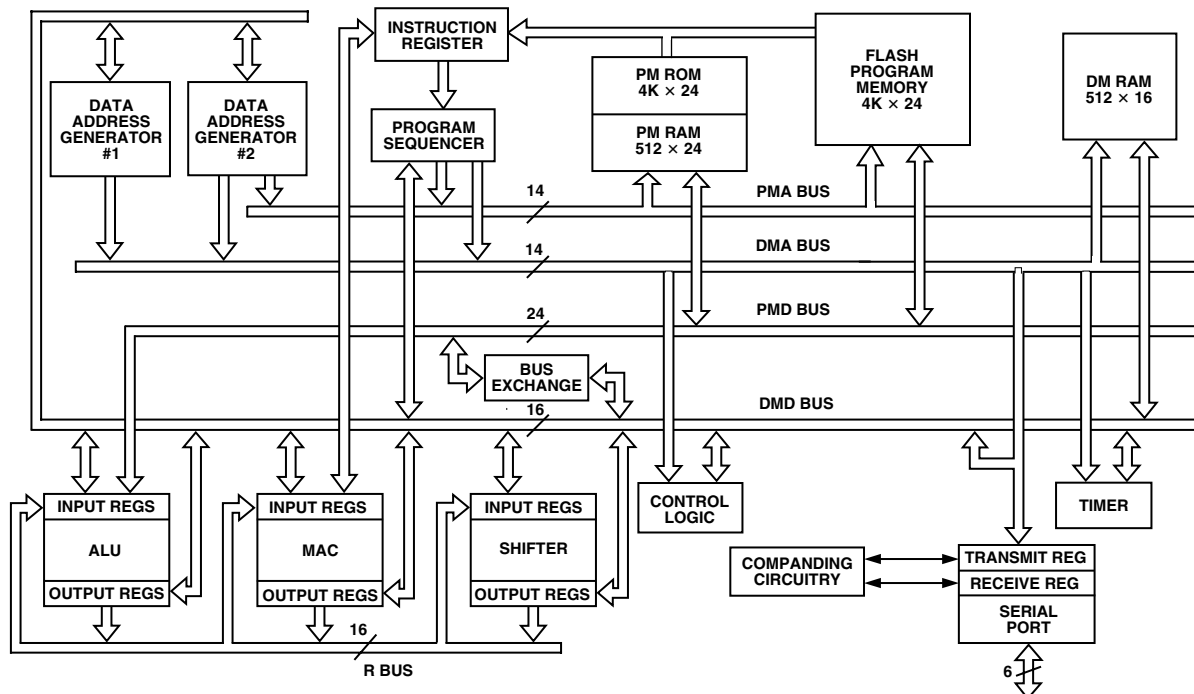 INSTRUCTION
REGISTER
FLASH
PROGRAM
MEMORY
4K × 24
PM ROM
4K × 24
DM RAM
512 × 16
DATA
ADDRESS
GENERATOR
#1
DATA
ADDRESS
GENERATOR
#2
PROGRAM
SEQUENCER
PM RAM
512 × 24
14
PMA BUS
14
DMA BUS
24
PMD BUS
BUS
EXCHANGE
16
DMD BUS
INPUT REGS
ALU
OUTPUT REGS
INPUT REGS
MAC
OUTPUT REGS
INPUT REGS
SHIFTER
OUTPUT REGS
CONTROL
LOGIC
TIMER
COMPANDING
CIRCUITRY
TRANSMIT REG
RECEIVE REG
SERIAL
PORT
16
R BUS
6